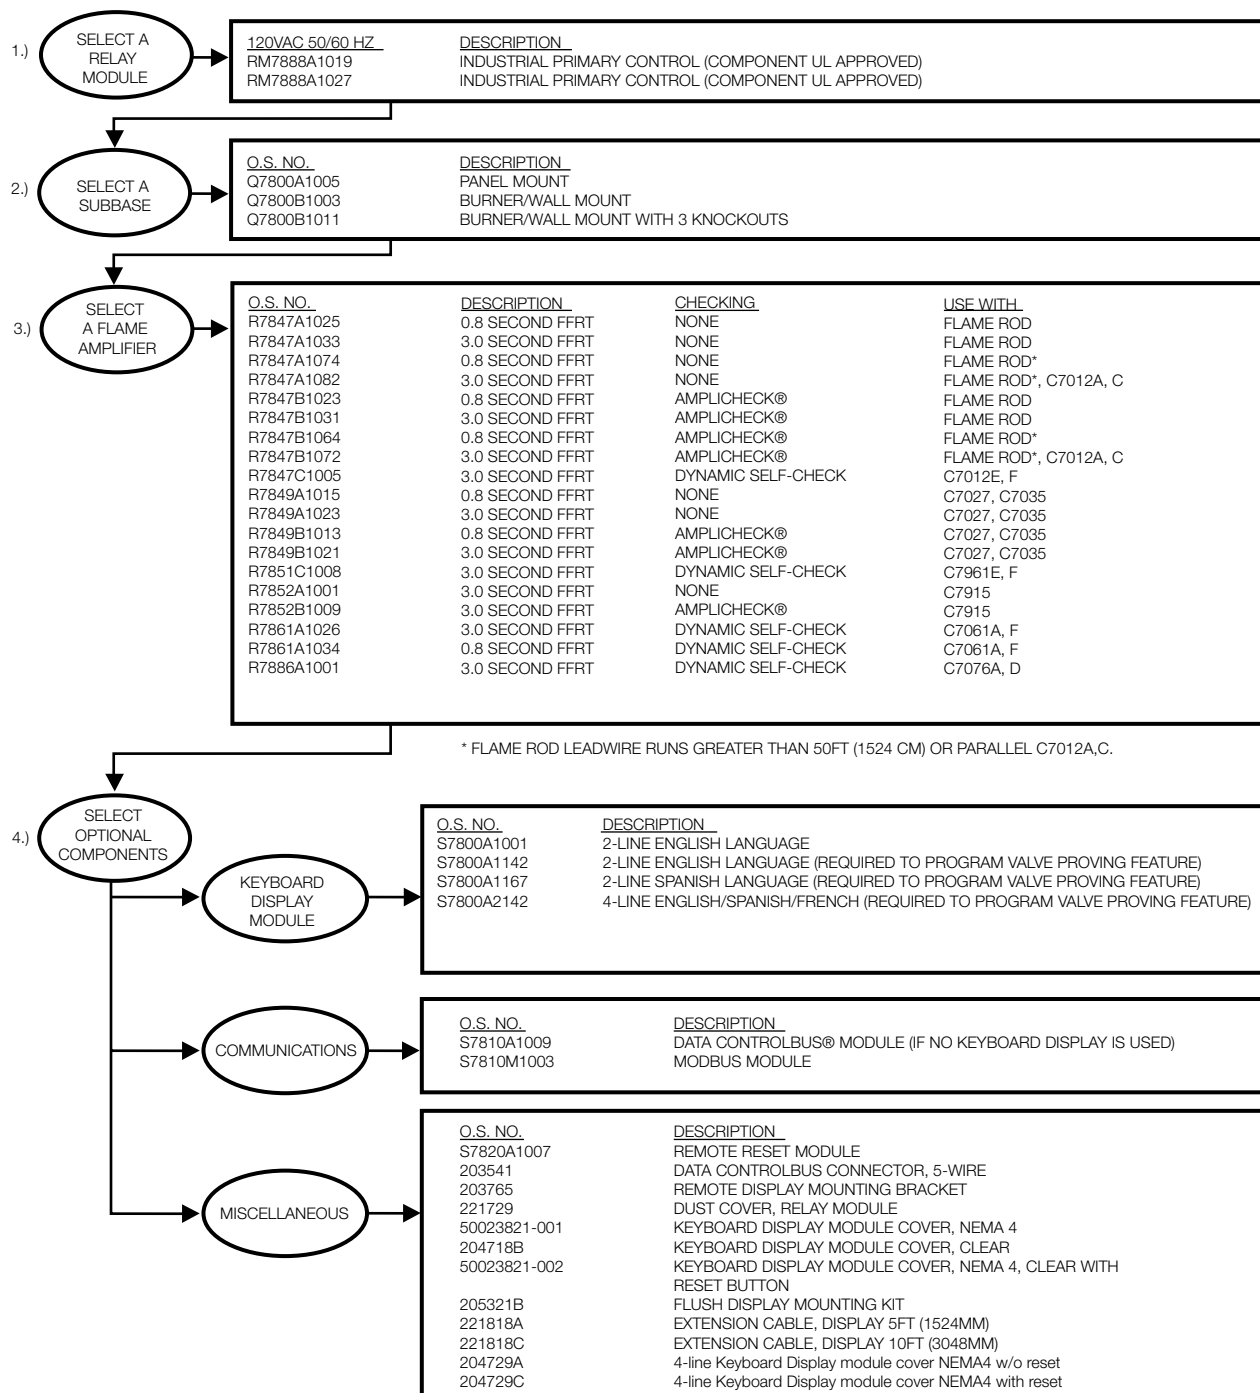 1.)
SELECT A
RELAY
MODULE
120VAC 50/60 HZ DESCRIPTION
RM7888A1019 INDUSTRIAL PRIMARY CONTROL (COMPONENT UL APPROVED)
RM7888A1027 INDUSTRIAL PRIMARY CONTROL (COMPONENT UL APPROVED)
2.)
SELECT A
SUBBASE
O.S. NO. DESCRIPTION
Q7800A1005 PANEL MOUNT
Q7800B1003 BURNER/WALL MOUNT
Q7800B1011 BURNER/WALL MOUNT WITH 3 KNOCKOUTS
3.)
SELECT
A FLAME
AMPLIFIER
O.S. NO. DESCRIPTION CHECKING USE WITH
R7847A1025 0.8 SECOND FFRT NONE FLAME ROD
R7847A1033 3.0 SECOND FFRT NONE FLAME ROD
R7847A1074 0.8 SECOND FFRT NONE FLAME ROD*
R7847A1082 3.0 SECOND FFRT NONE FLAME ROD*, C7012A, C
R7847B1023 0.8 SECOND FFRT AMPLICHECK® FLAME ROD
R7847B1031 3.0 SECOND FFRT AMPLICHECK® FLAME ROD
R7847B1064 0.8 SECOND FFRT AMPLICHECK® FLAME ROD*
R7847B1072 3.0 SECOND FFRT AMPLICHECK® FLAME ROD*, C7012A, C
R7847C1005 3.0 SECOND FFRT DYNAMIC SELF-CHECK C7012E, F
R7849A1015 0.8 SECOND FFRT NONE C7027, C7035
R7849A1023 3.0 SECOND FFRT NONE C7027, C7035
R7849B1013 0.8 SECOND FFRT AMPLICHECK® C7027, C7035
R7849B1021 3.0 SECOND FFRT AMPLICHECK® C7027, C7035
R7851C1008 3.0 SECOND FFRT DYNAMIC SELF-CHECK C7961E, F
R7852A1001 3.0 SECOND FFRT NONE C7915
R7852B1009 3.0 SECOND FFRT AMPLICHECK® C7915
R7861A1026 3.0 SECOND FFRT DYNAMIC SELF-CHECK C7061A, F
R7861A1034 0.8 SECOND FFRT DYNAMIC SELF-CHECK C7061A, F
R7886A1001 3.0 SECOND FFRT DYNAMIC SELF-CHECK C7076A, D
* FLAME ROD LEADWIRE RUNS GREATER THAN 50FT (1524 CM) OR PARALLEL C7012A,C.
4.)
SELECT
OPTIONAL
COMPONENTS
KEYBOARD
DISPLAY
MODULE
O.S. NO. DESCRIPTION
S7800A1001 2-LINE ENGLISH LANGUAGE
S7800A1142 2-LINE ENGLISH LANGUAGE (REQUIRED TO PROGRAM VALVE PROVING FEATURE)
S7800A1167 2-LINE SPANISH LANGUAGE (REQUIRED TO PROGRAM VALVE PROVING FEATURE)
S7800A2142 4-LINE ENGLISH/SPANISH/FRENCH (REQUIRED TO PROGRAM VALVE PROVING FEATURE)
COMMUNICATIONS
O.S. NO. DESCRIPTION
S7810A1009 DATA CONTROLBUS® MODULE (IF NO KEYBOARD DISPLAY IS USED)
S7810M1003 MODBUS MODULE
MISCELLANEOUS
O.S. NO. DESCRIPTION
S7820A1007 REMOTE RESET MODULE
203541 DATA CONTROLBUS CONNECTOR, 5-WIRE
203765 REMOTE DISPLAY MOUNTING BRACKET
221729 DUST COVER, RELAY MODULE
50023821-001 KEYBOARD DISPLAY MODULE COVER, NEMA 4
204718B KEYBOARD DISPLAY MODULE COVER, CLEAR
50023821-002 KEYBOARD DISPLAY MODULE COVER, NEMA 4, CLEAR WITH
RESET BUTTON
205321B FLUSH DISPLAY MOUNTING KIT
221818A EXTENSION CABLE, DISPLAY 5FT (1524MM)
221818C EXTENSION CABLE, DISPLAY 10FT (3048MM)
204729A 4-line Keyboard Display module cover NEMA4 w/o reset
204729C 4-line Keyboard Display module cover NEMA4 with reset